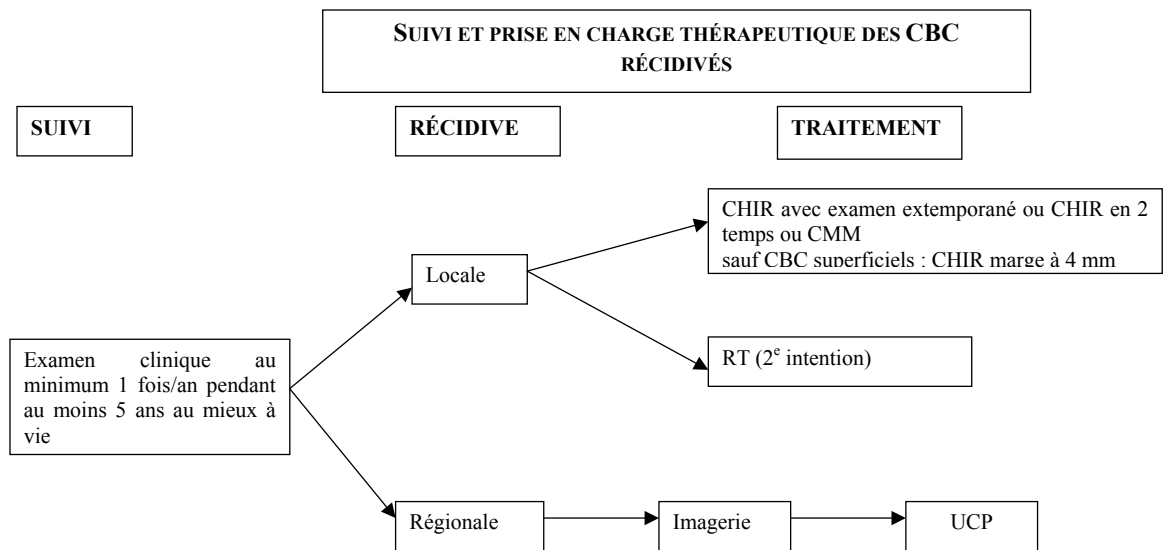 SUIVI ET PRISE EN CHARGE THÉRAPEUTIQUE DES CBC
RÉCIDIVÉS
SUIVI
RÉCIDIVE
TRAITEMENT
CHIR avec examen extemporané ou CHIR en 2
temps ou CMM
sauf CBC superficiels : CHIR marge à 4 mm
Locale
RT (2e intention)
Examen clinique au
minimum 1 fois/an pendant
au moins 5 ans au mieux à
vie
Régionale
Imagerie
UCP